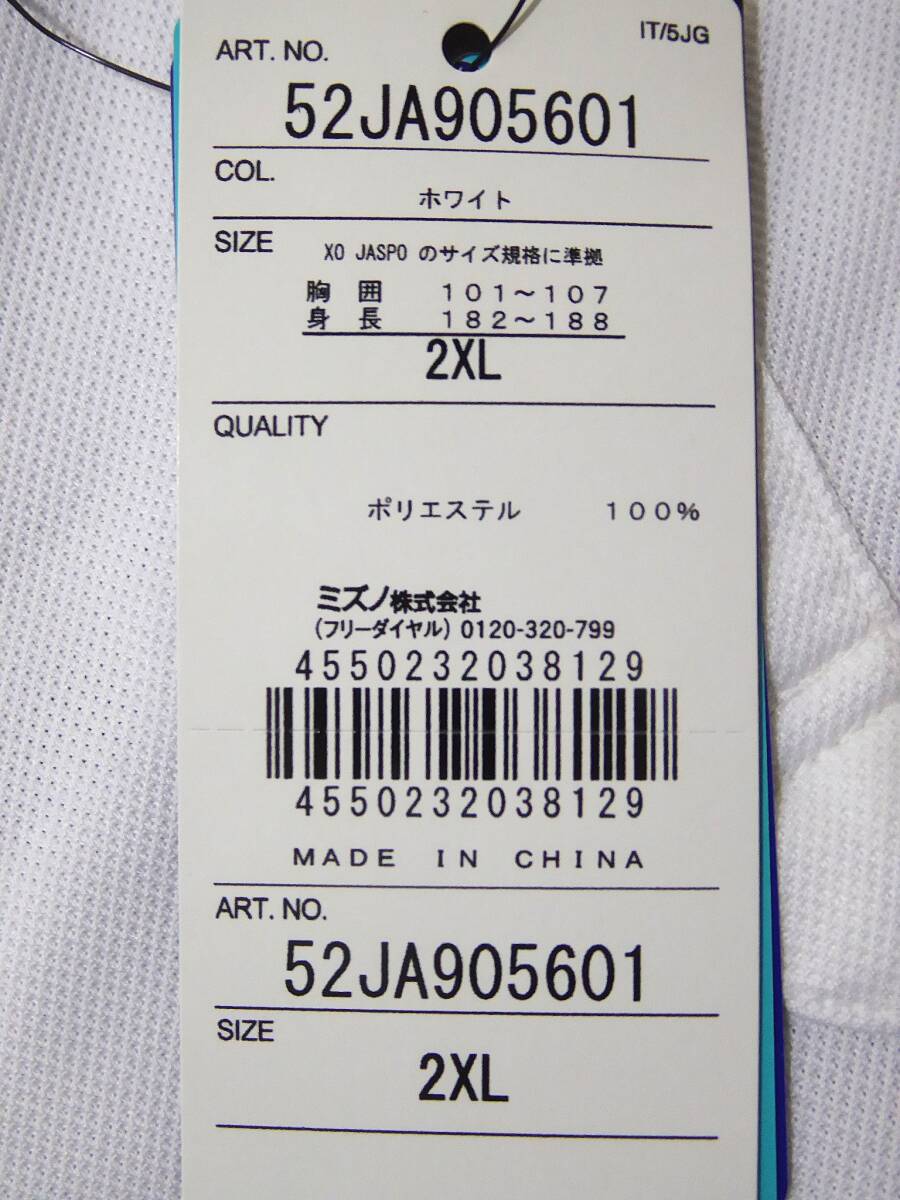 IT/5JG
ART. NO.
52JA905601
COL.
ホワイト
SIZE
XO JASPO のサイズ規格に準拠
胸 囲 101～107
身 長 182～188
2XL
QUALITY
ポリエステル 100%
ミズノ株式会社
(フリーダイヤル) 0120-320-799
4550232038129
4550232038129
MADE IN CHINA
ART. NO.
52JA905601
SIZE
2XL